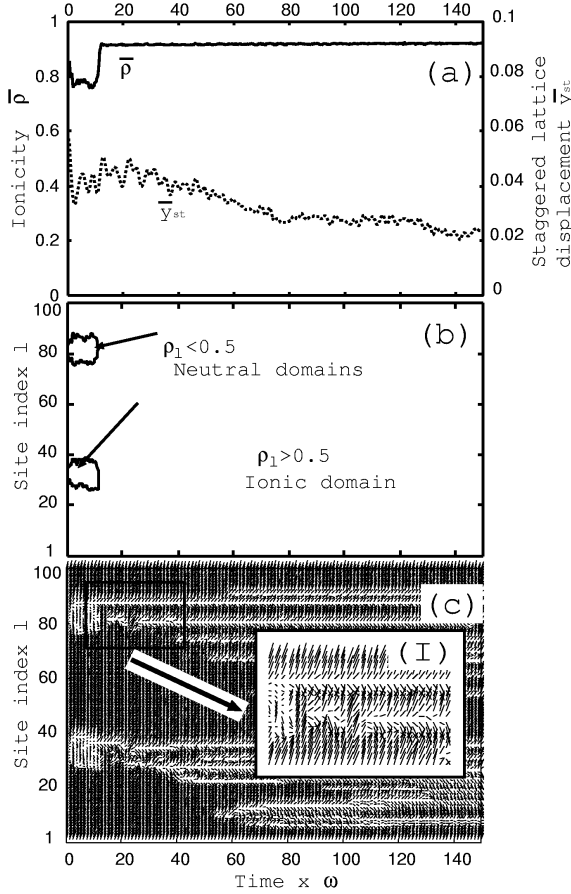 0 20 40 60 80 100 120 140
1
0.8
0.6
0.4
0.2
0
0.1
0.08
0.06
0.04
0.02
0
Ionicity ρ̅
Staggered lattice
displacement y̅st
(a)
ρ̅
y̅st
100
80
60
40
20
1
Site index l
(b)
ρl<0.5
Neutral domains
ρl>0.5
Ionic domain
100
80
60
40
20
1
Site index l
(c)
(I)
0 20 40 60 80 100 120 140
Time x ω